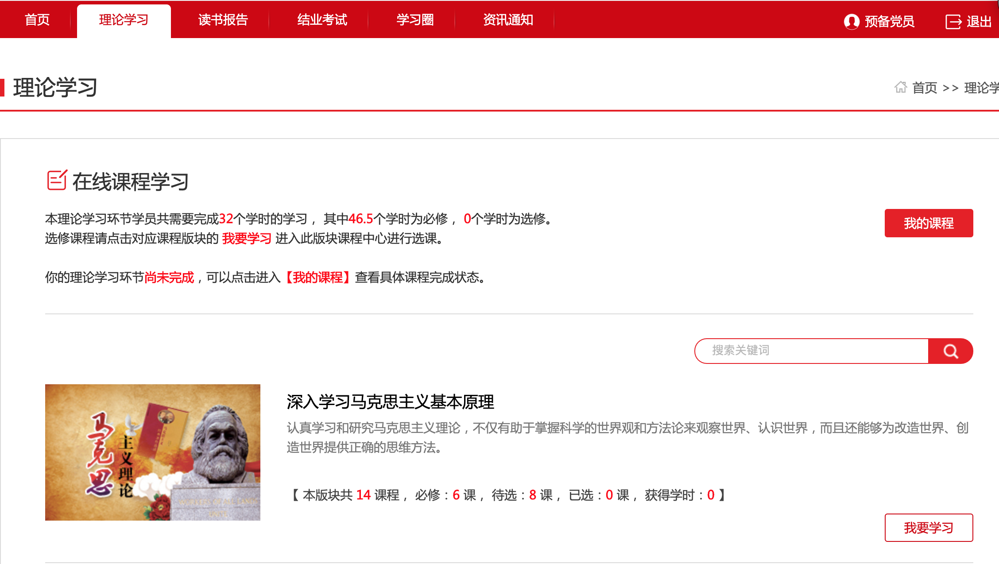 首页 理论学习 读书报告 结业考试 学习圈 资讯通知 预备党员 退出
理论学习
首页 >> 理论学
在线课程学习
本理论学习环节学员共需要完成32个学时的学习， 其中46.5个学时为必修， 0个学时为选修。
选修课程请点击对应课程版块的 我要学习 进入此版块课程中心进行选课。
我的课程
你的理论学习环节尚未完成，可以点击进入【我的课程】查看具体课程完成状态。
搜索关键词
马克思
主义理论
深入学习马克思主义基本原理
认真学习和研究马克思主义理论，不仅有助于掌握科学的世界观和方法论来观察世界、认识世界，而且还能够为改造世界、创
造世界提供正确的思维方法。
【 本版块共 14 课程， 必修：6 课， 待选：8 课， 已选：0 课， 获得学时：0 】
我要学习